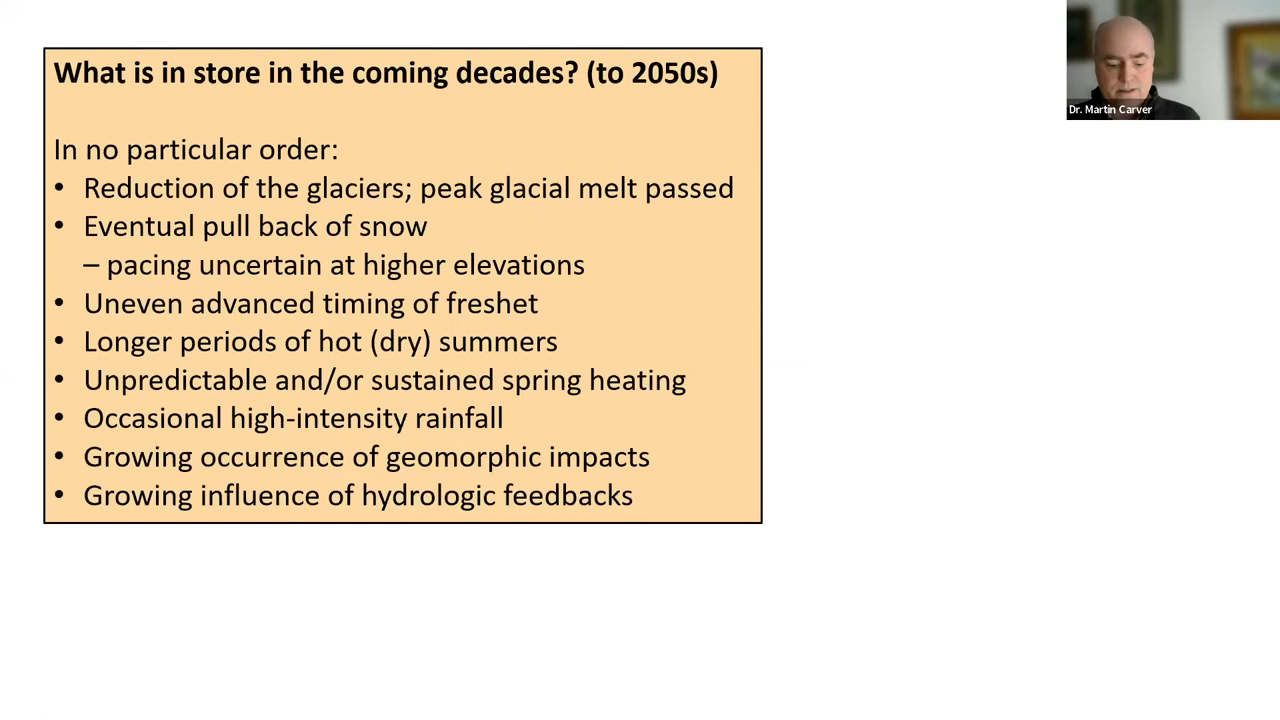 What is in store in the coming decades? (to 2050s)
In no particular order:
• Reduction of the glaciers; peak glacial melt passed
• Eventual pull back of snow
– pacing uncertain at higher elevations
• Uneven advanced timing of freshet
• Longer periods of hot (dry) summers
• Unpredictable and/or sustained spring heating
• Occasional high-intensity rainfall
• Growing occurrence of geomorphic impacts
• Growing influence of hydrologic feedbacks
Dr. Martin Carver